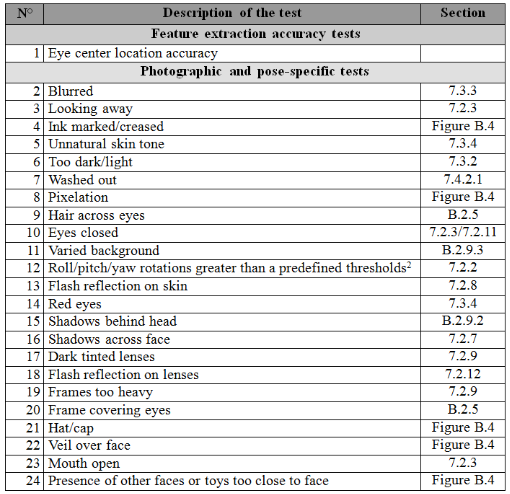 N° Description of the test Section
Feature extraction accuracy tests
1 Eye center location accuracy
Photographic and pose-specific tests
2 Blurred 7.3.3
3 Looking away 7.2.3
4 Ink marked/creased Figure B.4
5 Unnatural skin tone 7.3.4
6 Too dark/light 7.3.2
7 Washed out 7.4.2.1
8 Pixelation Figure B.4
9 Hair across eyes B.2.5
10 Eyes closed 7.2.3/7.2.11
11 Varied background B.2.9.3
12 Roll/pitch/yaw rotations greater than a predefined thresholds² 7.2.2
13 Flash reflection on skin 7.2.8
14 Red eyes 7.3.4
15 Shadows behind head B.2.9.2
16 Shadows across face 7.2.7
17 Dark tinted lenses 7.2.9
18 Flash reflection on lenses 7.2.12
19 Frames too heavy 7.2.9
20 Frame covering eyes B.2.5
21 Hat/cap Figure B.4
22 Veil over face Figure B.4
23 Mouth open 7.2.3
24 Presence of other faces or toys too close to face Figure B.4